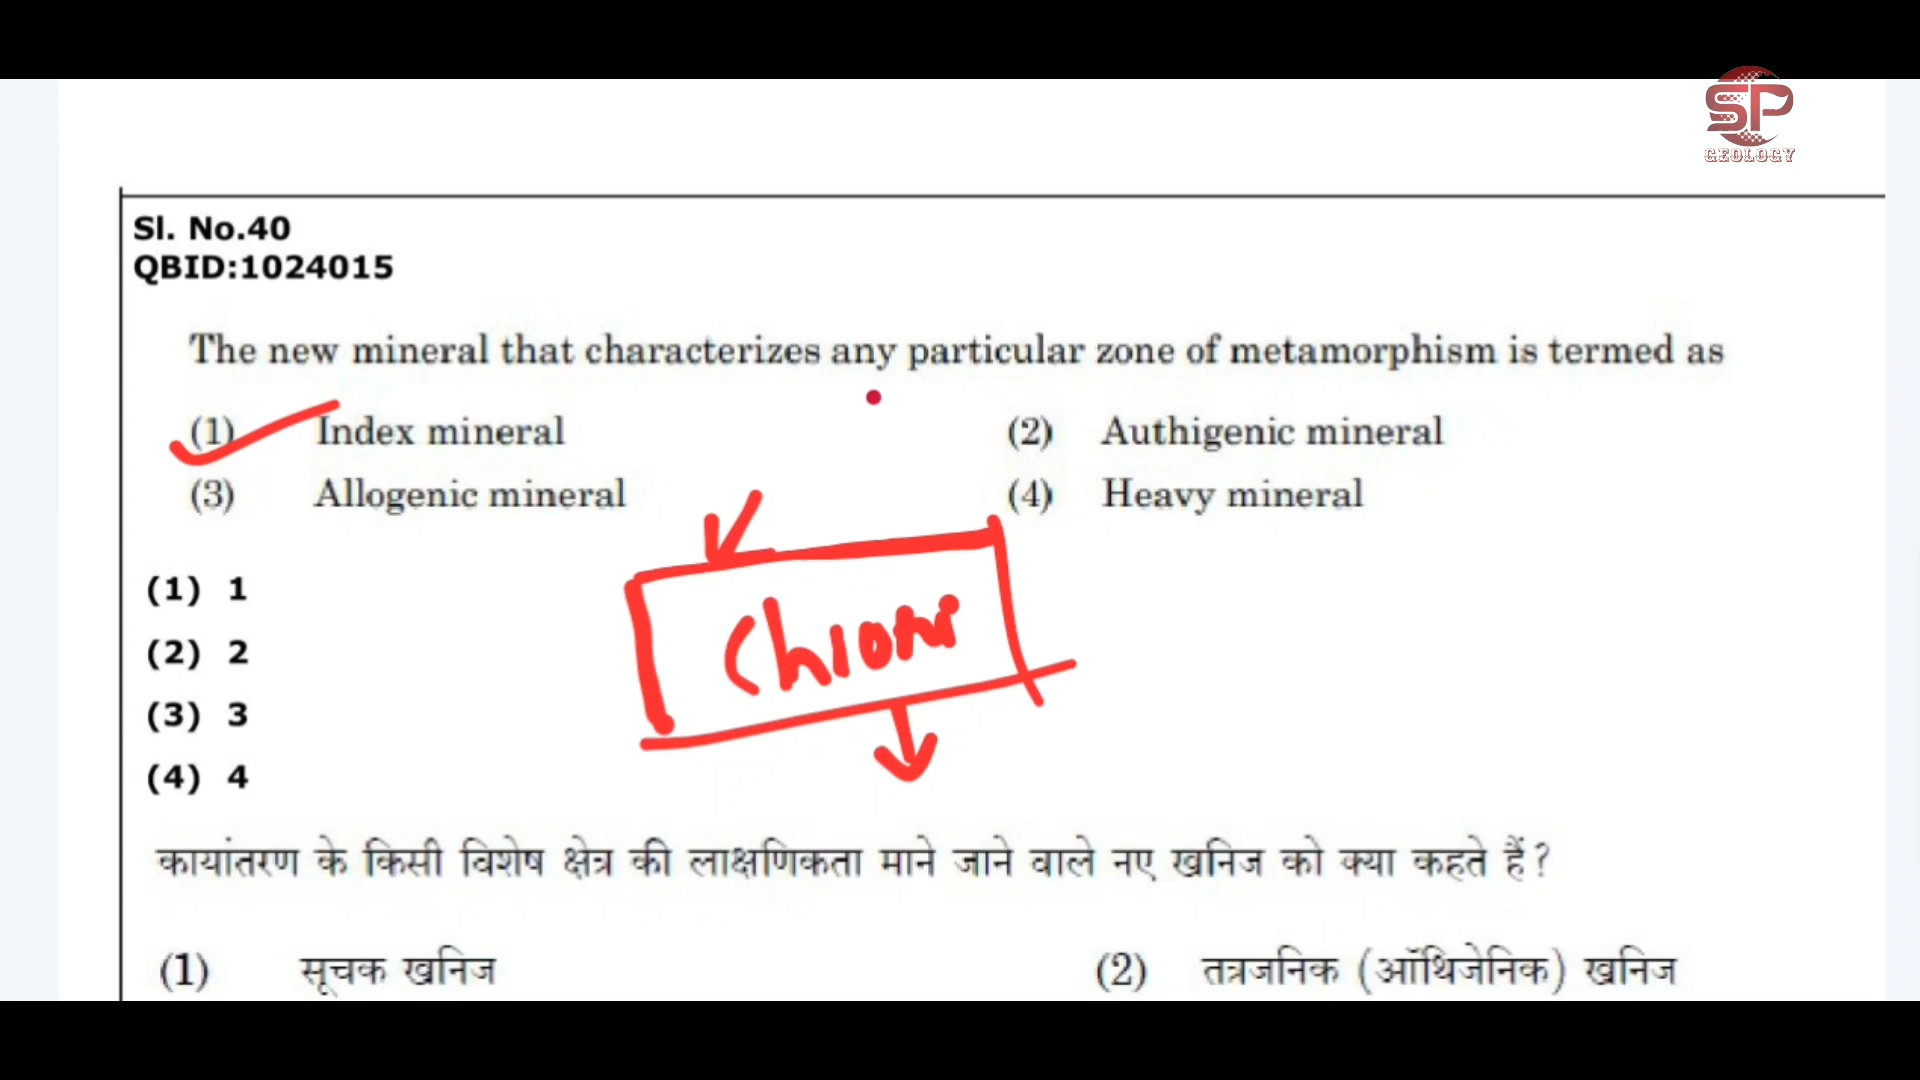 SP
GEOLOGY
Sl. No.40
QBID:1024015
The new mineral that characterizes any particular zone of metamorphism is termed as
(1) Index mineral (2) Authigenic mineral
(3) Allogenic mineral (4) Heavy mineral
(1) 1
(2) 2
(3) 3
(4) 4
कायांतरण के किसी विशेष क्षेत्र की लाक्षणिकता माने जाने वाले नए खनिज को क्या कहते हैं?
(1) सूचक खनिज (2) तत्रजनिक (ऑथिजेनिक) खनिज